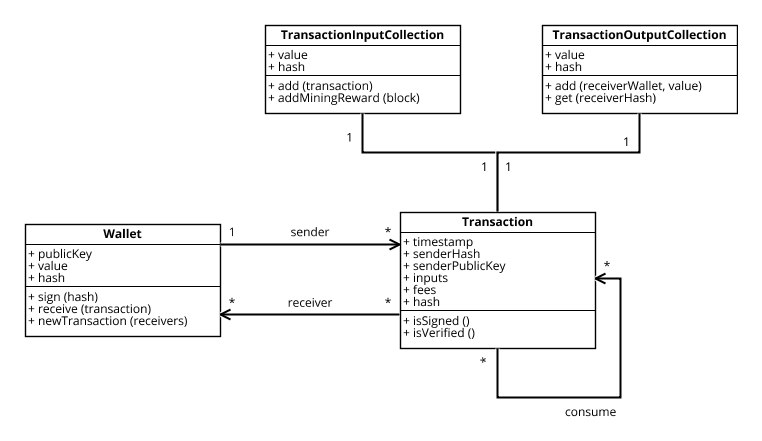 TransactionInputCollection
+ value
+ hash
+ add (transaction)
+ addMiningReward (block)
TransactionOutputCollection
+ value
+ hash
+ add (receiverWallet, value)
+ get (receiverHash)
1
1
1
1
Wallet
+ publicKey
+ value
+ hash
+ sign (hash)
+ receive (transaction)
+ newTransaction (receivers)
1
sender
*
*
receiver
*
Transaction
+ timestamp
+ senderHash
+ senderPublicKey
+ inputs
+ fees
+ hash
+ isSigned ()
+ isVerified ()
*
*
consume